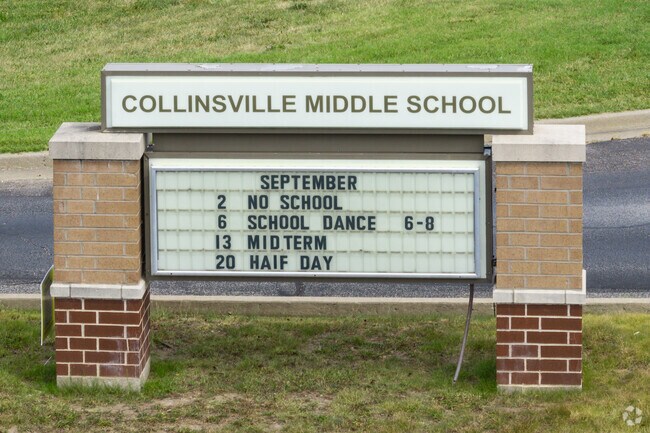 COLLINSVILLE MIDDLE SCHOOL
SEPTEMBER
2 NO SCHOOL
6 SCHOOL DANCE 6-8
13 MIDTERM
20 HAIF DAY